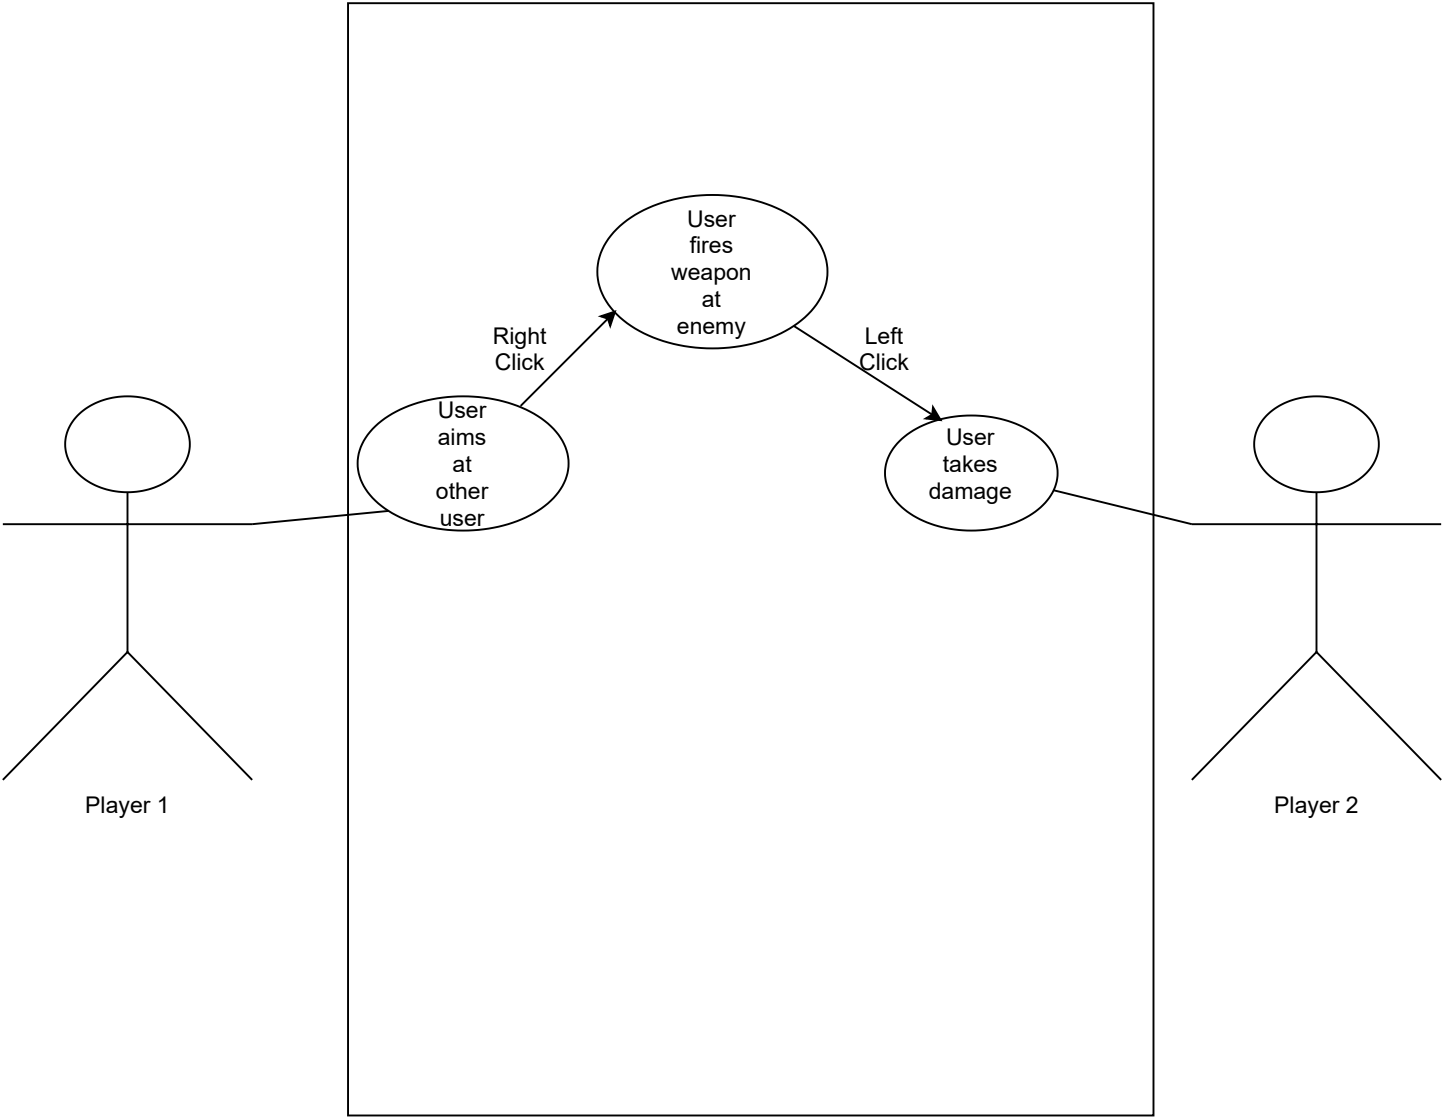 User
fires
weapon
at
enemy
Right
Click
Left
Click
User
aims
at
other
user
User
takes
damage
Player 1
Player 2